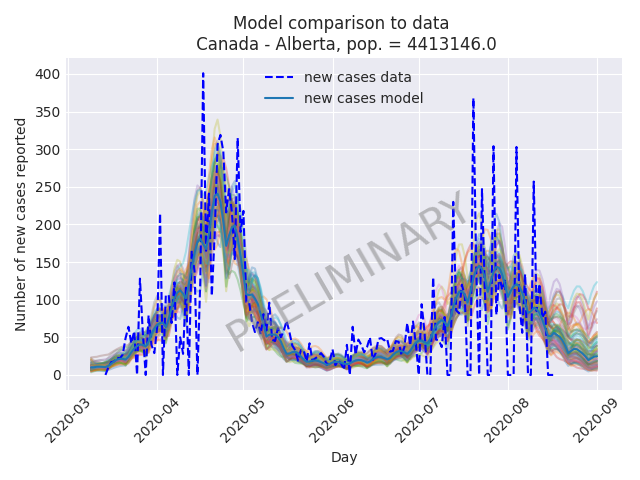 Model comparison to data
Canada - Alberta, pop. = 4413146.0
new cases data
new cases model
Number of new cases reported
400
350
300
250
200
150
100
50
0
PRELIMINARY
2020-03
2020-04
2020-05
2020-06
2020-07
2020-08
2020-09
Day